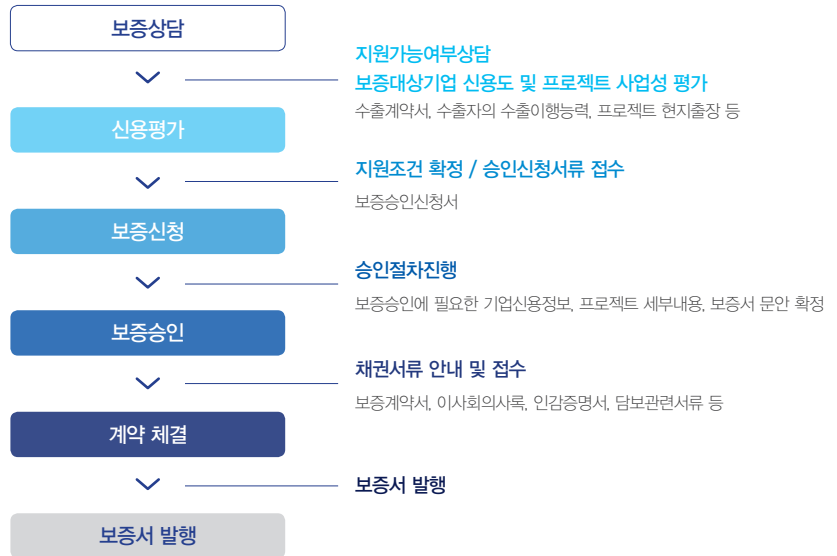 보증상담
지원가능여부상담
보증대상기업 신용도 및 프로젝트 사업성 평가
수출계약서, 수출자의 수출이행능력, 프로젝트 현지출장 등
신용평가
지원조건 확정 / 승인신청서류 접수
보증승인신청서
보증신청
승인절차진행
보증승인에 필요한 기업신용정보, 프로젝트 세부내용, 보증서 문안 확정
보증승인
채권서류 안내 및 접수
보증계약서, 이사회의사록, 인감증명서, 담보관련서류 등
계약 체결
보증서 발행
보증서 발행